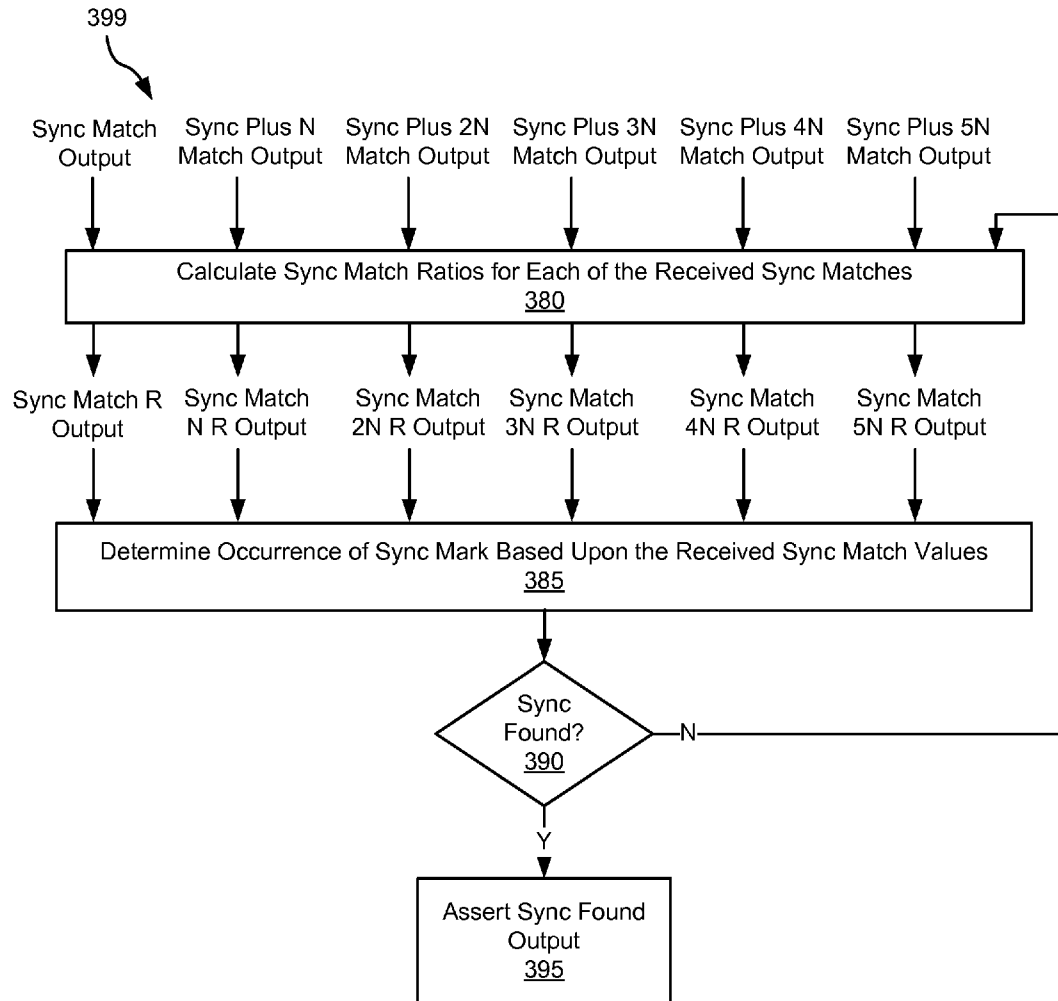 399
Sync Match
Output
Sync Plus N
Match Output
Sync Plus 2N
Match Output
Sync Plus 3N
Match Output
Sync Plus 4N
Match Output
Sync Plus 5N
Match Output
Calculate Sync Match Ratios for Each of the Received Sync Matches
380
Sync Match R
Output
Sync Match
N R Output
Sync Match
2N R Output
Sync Match
3N R Output
Sync Match
4N R Output
Sync Match
5N R Output
Determine Occurrence of Sync Mark Based Upon the Received Sync Match Values
385
Sync
Found?
390
N
Y
Assert Sync Found
Output
395